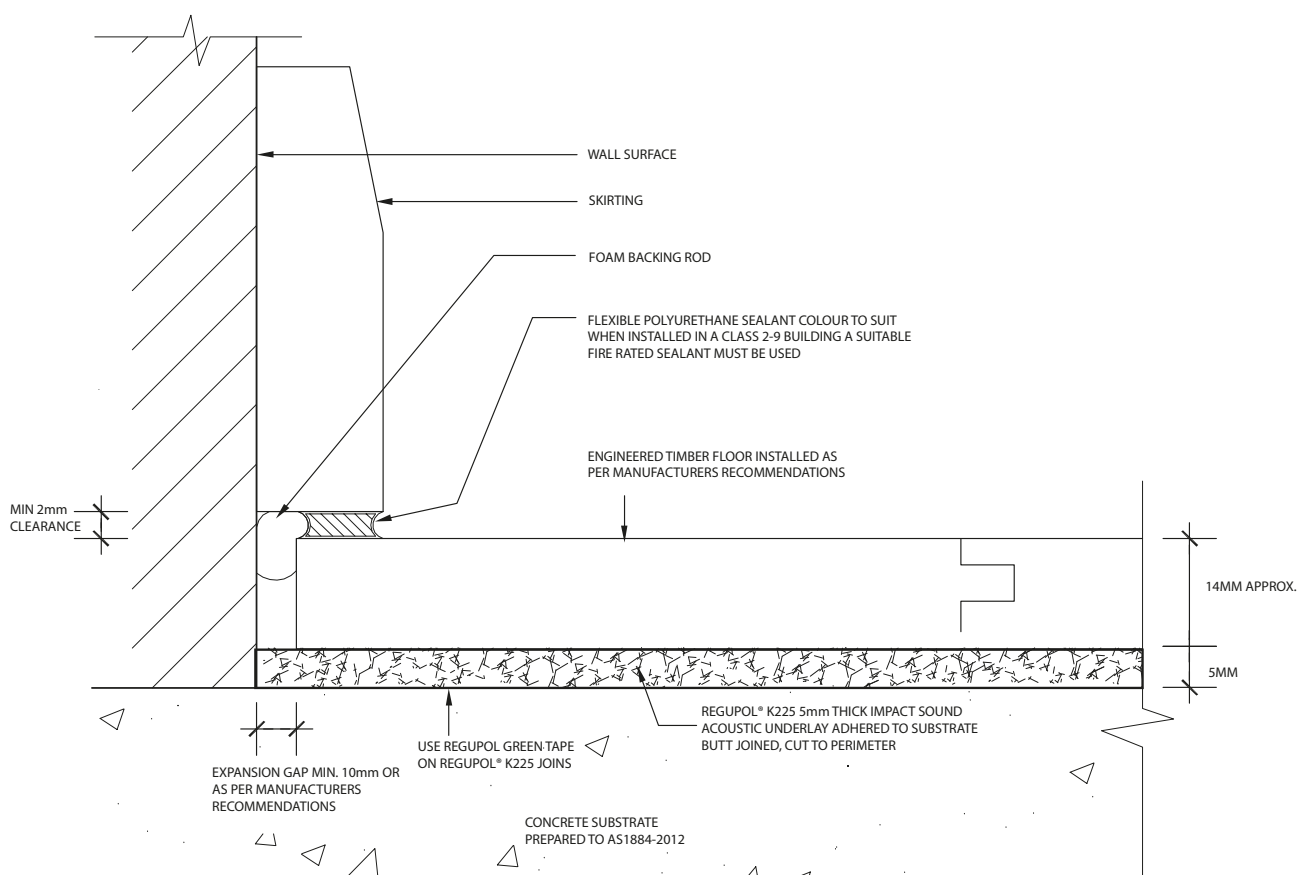 WALL SURFACE
SKIRTING
FOAM BACKING ROD
FLEXIBLE POLYURETHANE SEALANT COLOUR TO SUIT
WHEN INSTALLED IN A CLASS 2-9 BUILDING A SUITABLE
FIRE RATED SEALANT MUST BE USED
ENGINEERED TIMBER FLOOR INSTALLED AS
PER MANUFACTURERS RECOMMENDATIONS
MIN 2mm
CLEARANCE
14MM APPROX.
5MM
REGUPOL® K225 5mm THICK IMPACT SOUND
ACOUSTIC UNDERLAY ADHERED TO SUBSTRATE
BUTT JOINED, CUT TO PERIMETER
USE REGUPOL GREEN TAPE
ON REGUPOL® K225 JOINS
EXPANSION GAP MIN. 10mm OR
AS PER MANUFACTURERS
RECOMMENDATIONS
CONCRETE SUBSTRATE
PREPARED TO AS1884-2012